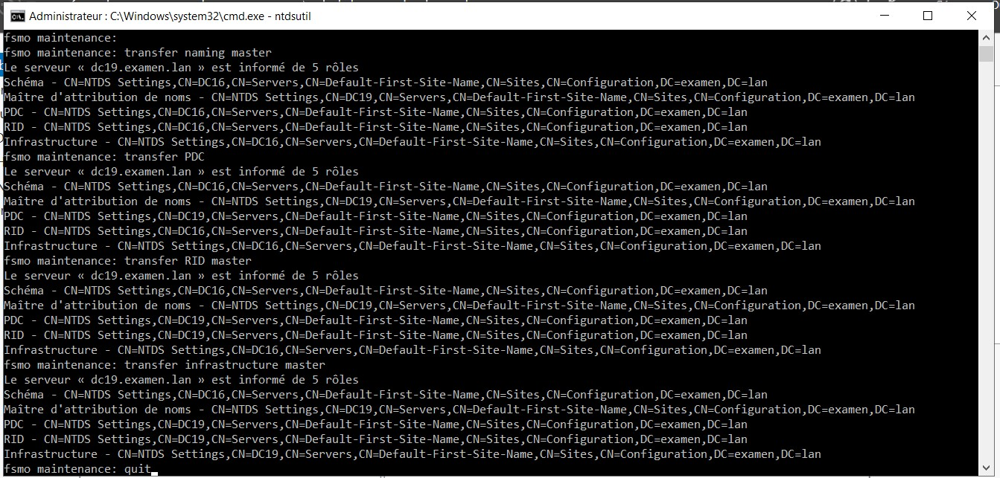 Administrateur : C:\Windows\system32\cmd.exe - ntdsutil
fsmo maintenance:
fsmo maintenance: transfer naming master
Le serveur « dc19.examen.lan » est informé de 5 rôles
Schéma - CN=NTDS Settings,CN=DC16,CN=Servers,CN=Default-First-Site-Name,CN=Sites,CN=Configuration,DC=examen,DC=lan
Maître d'attribution de noms - CN=NTDS Settings,CN=DC19,CN=Servers,CN=Default-First-Site-Name,CN=Sites,CN=Configuration,DC=examen,DC=lan
PDC - CN=NTDS Settings,CN=DC16,CN=Servers,CN=Default-First-Site-Name,CN=Sites,CN=Configuration,DC=examen,DC=lan
RID - CN=NTDS Settings,CN=DC16,CN=Servers,CN=Default-First-Site-Name,CN=Sites,CN=Configuration,DC=examen,DC=lan
Infrastructure - CN=NTDS Settings,CN=DC16,CN=Servers,CN=Default-First-Site-Name,CN=Sites,CN=Configuration,DC=examen,DC=lan
fsmo maintenance: transfer PDC
Le serveur « dc19.examen.lan » est informé de 5 rôles
Schéma - CN=NTDS Settings,CN=DC16,CN=Servers,CN=Default-First-Site-Name,CN=Sites,CN=Configuration,DC=examen,DC=lan
Maître d'attribution de noms - CN=NTDS Settings,CN=DC19,CN=Servers,CN=Default-First-Site-Name,CN=Sites,CN=Configuration,DC=examen,DC=lan
PDC - CN=NTDS Settings,CN=DC19,CN=Servers,CN=Default-First-Site-Name,CN=Sites,CN=Configuration,DC=examen,DC=lan
RID - CN=NTDS Settings,CN=DC16,CN=Servers,CN=Default-First-Site-Name,CN=Sites,CN=Configuration,DC=examen,DC=lan
Infrastructure - CN=NTDS Settings,CN=DC16,CN=Servers,CN=Default-First-Site-Name,CN=Sites,CN=Configuration,DC=examen,DC=lan
fsmo maintenance: transfer RID master
Le serveur « dc19.examen.lan » est informé de 5 rôles
Schéma - CN=NTDS Settings,CN=DC16,CN=Servers,CN=Default-First-Site-Name,CN=Sites,CN=Configuration,DC=examen,DC=lan
Maître d'attribution de noms - CN=NTDS Settings,CN=DC19,CN=Servers,CN=Default-First-Site-Name,CN=Sites,CN=Configuration,DC=examen,DC=lan
PDC - CN=NTDS Settings,CN=DC19,CN=Servers,CN=Default-First-Site-Name,CN=Sites,CN=Configuration,DC=examen,DC=lan
RID - CN=NTDS Settings,CN=DC19,CN=Servers,CN=Default-First-Site-Name,CN=Sites,CN=Configuration,DC=examen,DC=lan
Infrastructure - CN=NTDS Settings,CN=DC16,CN=Servers,CN=Default-First-Site-Name,CN=Sites,CN=Configuration,DC=examen,DC=lan
fsmo maintenance: transfer infrastructure master
Le serveur « dc19.examen.lan » est informé de 5 rôles
Schéma - CN=NTDS Settings,CN=DC16,CN=Servers,CN=Default-First-Site-Name,CN=Sites,CN=Configuration,DC=examen,DC=lan
Maître d'attribution de noms - CN=NTDS Settings,CN=DC19,CN=Servers,CN=Default-First-Site-Name,CN=Sites,CN=Configuration,DC=examen,DC=lan
PDC - CN=NTDS Settings,CN=DC19,CN=Servers,CN=Default-First-Site-Name,CN=Sites,CN=Configuration,DC=examen,DC=lan
RID - CN=NTDS Settings,CN=DC19,CN=Servers,CN=Default-First-Site-Name,CN=Sites,CN=Configuration,DC=examen,DC=lan
Infrastructure - CN=NTDS Settings,CN=DC19,CN=Servers,CN=Default-First-Site-Name,CN=Sites,CN=Configuration,DC=examen,DC=lan
fsmo maintenance: quit